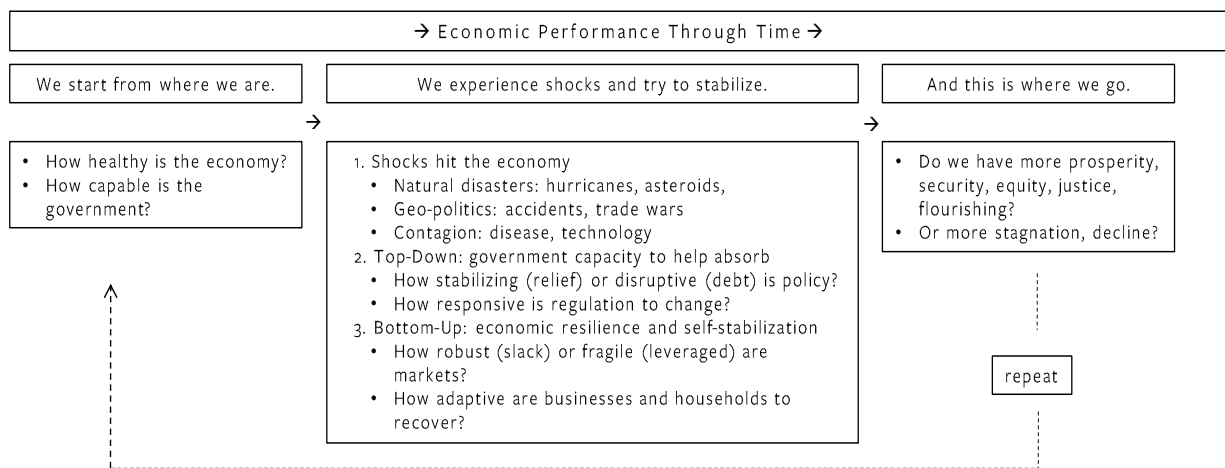 → Economic Performance Through Time →
We start from where we are.
We experience shocks and try to stabilize.
And this is where we go.
→
→
• How healthy is the economy?
• How capable is the
government?
1. Shocks hit the economy
• Natural disasters: hurricanes, asteroids,
• Geo-politics: accidents, trade wars
• Contagion: disease, technology
2. Top-Down: government capacity to help absorb
• How stabilizing (relief) or disruptive (debt) is policy?
• How responsive is regulation to change?
3. Bottom-Up: economic resilience and self-stabilization
• How robust (slack) or fragile (leveraged) are
markets?
• How adaptive are businesses and households to
recover?
• Do we have more prosperity,
security, equity, justice,
flourishing?
• Or more stagnation, decline?
repeat